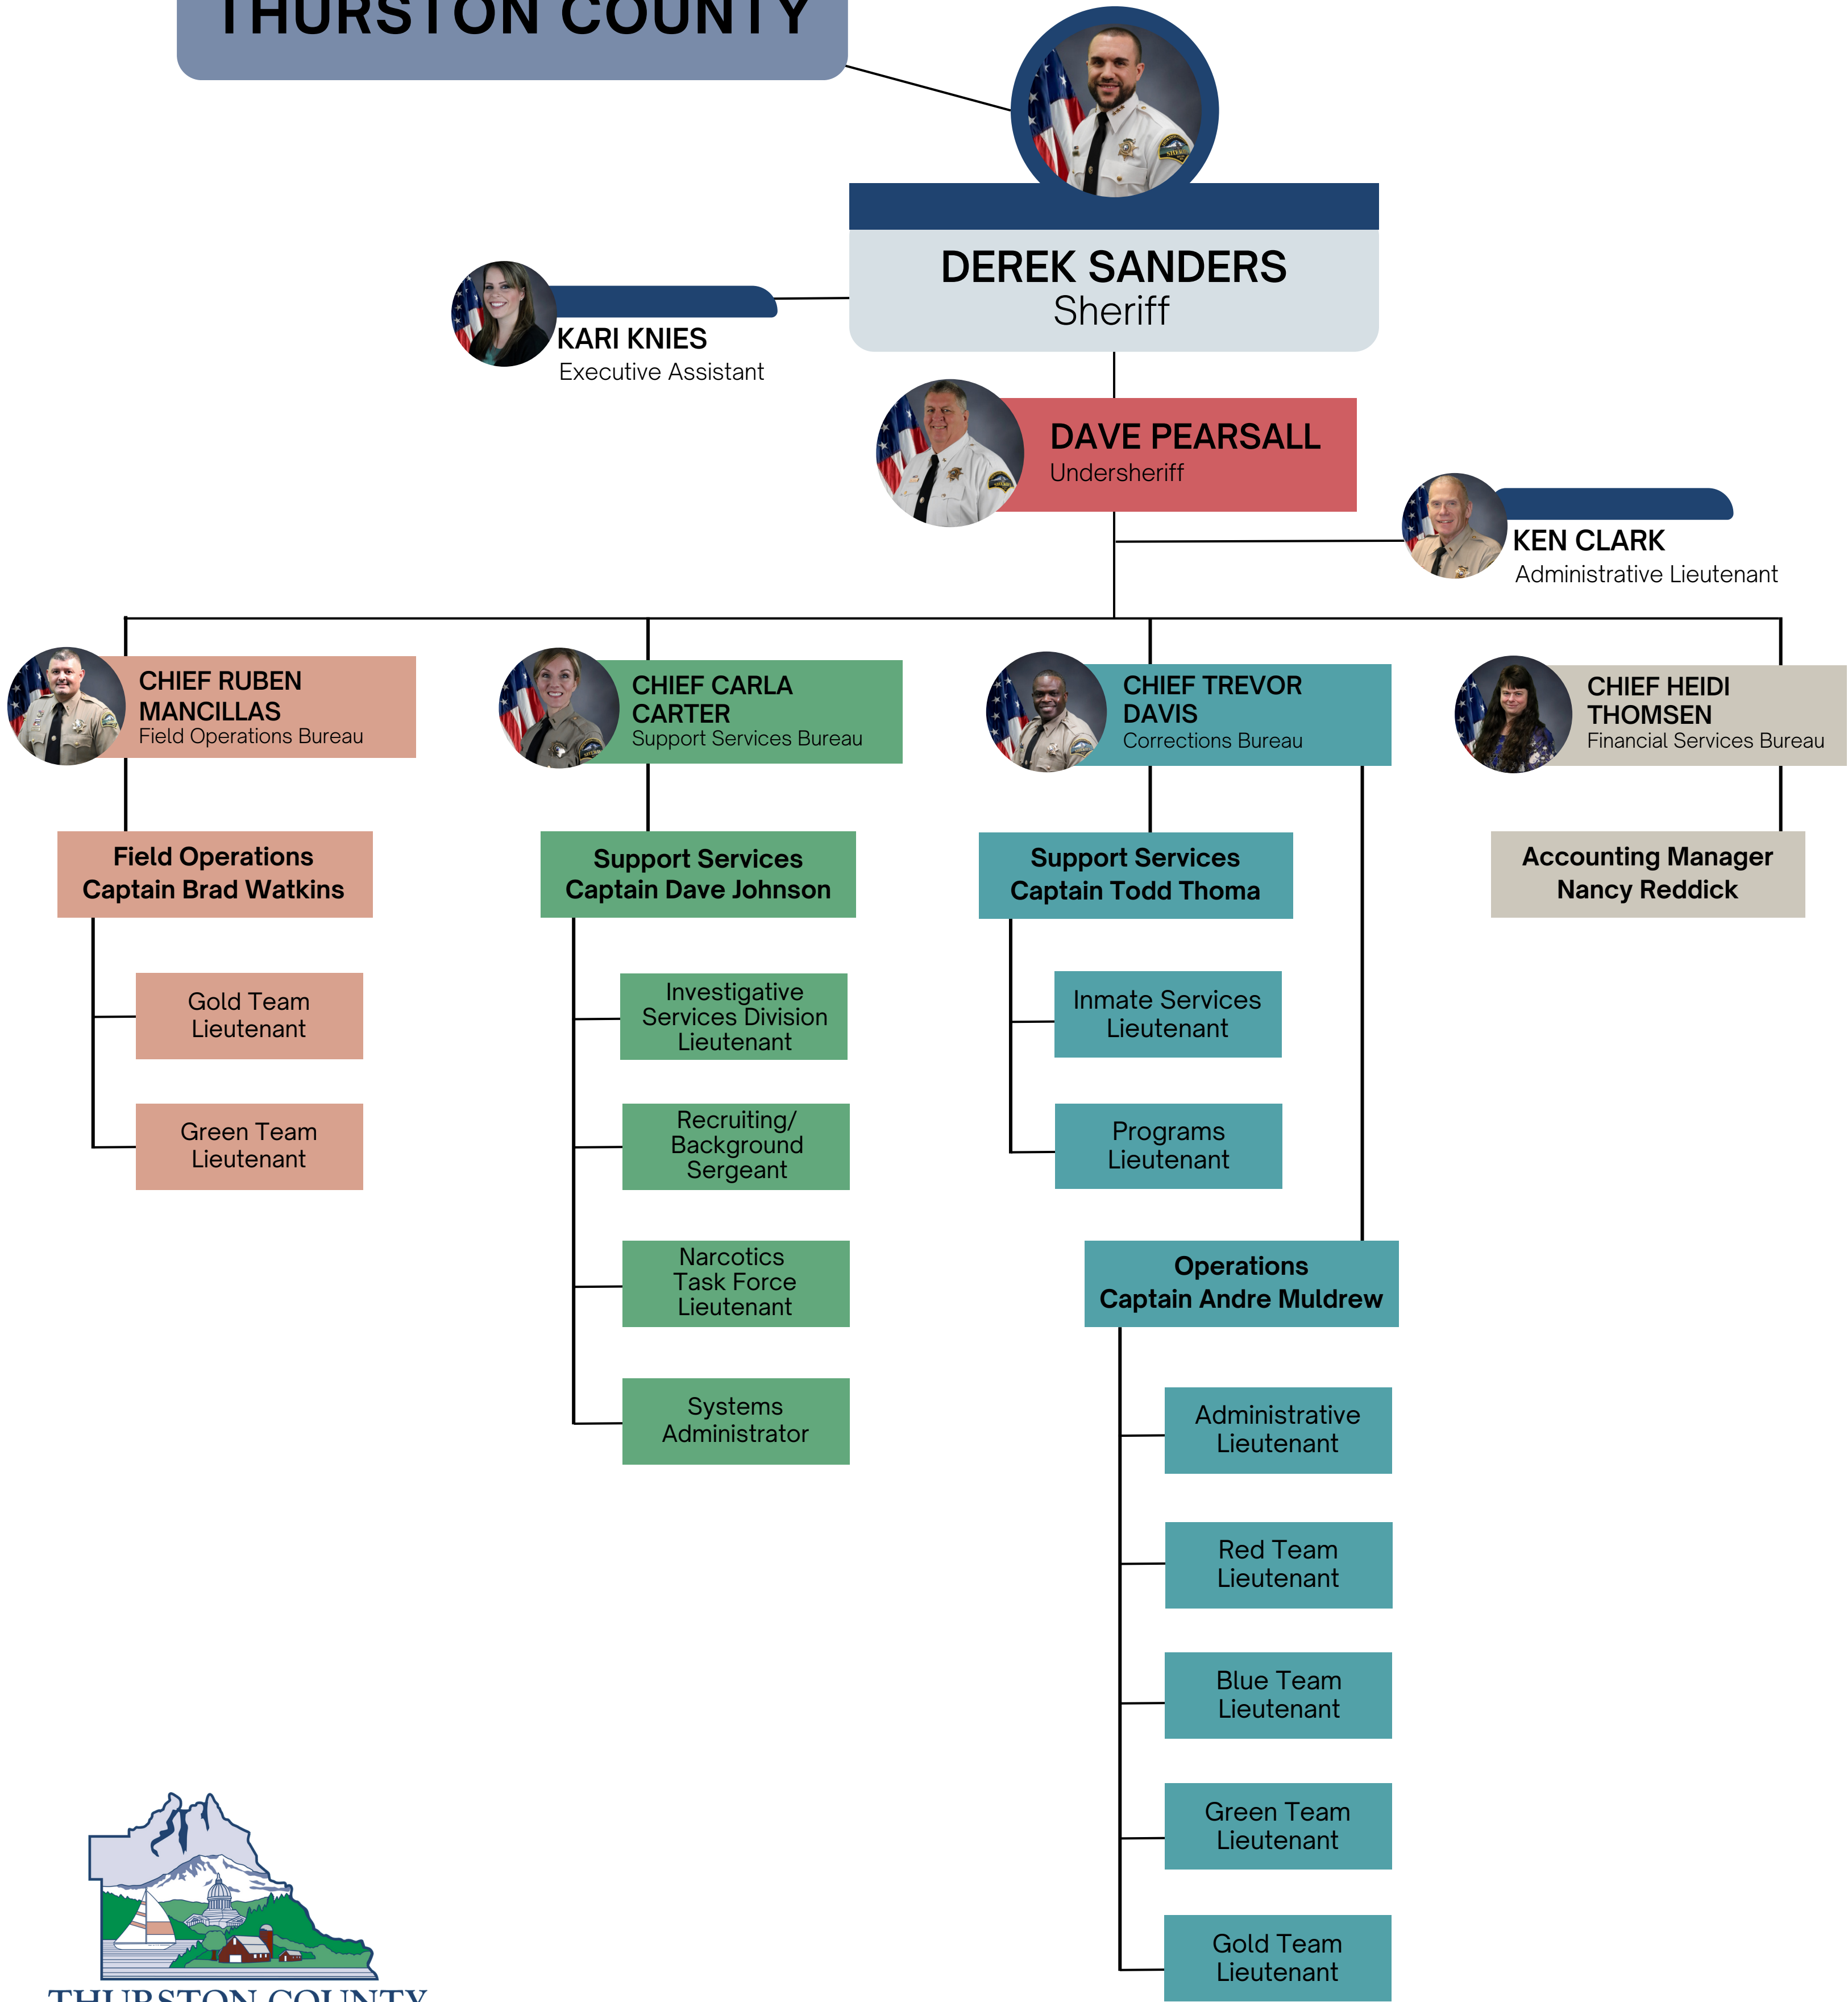 THURSTON COUNTY
DEREK SANDERS
Sheriff
KARI KNIES
Executive Assistant
DAVE PEARSALL
Undersheriff
KEN CLARK
Administrative Lieutenant
CHIEF RUBEN
MANCILLAS
Field Operations Bureau
CHIEF CARLA
CARTER
Support Services Bureau
CHIEF TREVOR
DAVIS
Corrections Bureau
CHIEF HEIDI
THOMSEN
Financial Services Bureau
Field Operations
Captain Brad Watkins
Gold Team
Lieutenant
Green Team
Lieutenant
Support Services
Captain Dave Johnson
Investigative
Services Division
Lieutenant
Recruiting/
Background
Sergeant
Narcotics
Task Force
Lieutenant
Systems
Administrator
Support Services
Captain Todd Thoma
Inmate Services
Lieutenant
Programs
Lieutenant
Operations
Captain Andre Muldrew
Administrative
Lieutenant
Red Team
Lieutenant
Blue Team
Lieutenant
Green Team
Lieutenant
Gold Team
Lieutenant
Accounting Manager
Nancy Reddick
THURSTON COUNTY